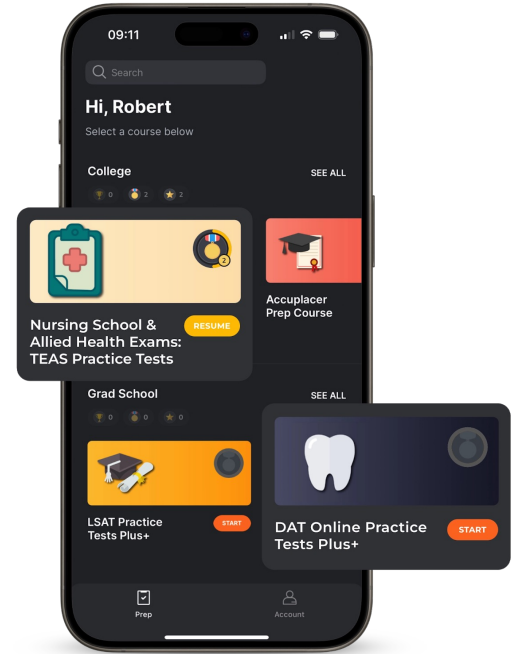 09:11
Search
Hi, Robert
Select a course below
College
SEE ALL
0 2 2
2
Nursing School &
Allied Health Exams:
TEAS Practice Tests
RESUME
Accuplacer
Prep Course
Grad School
SEE ALL
0 0 0
LSAT Practice
Tests Plus+
START
DAT Online Practice
Tests Plus+
START
Prep
Account